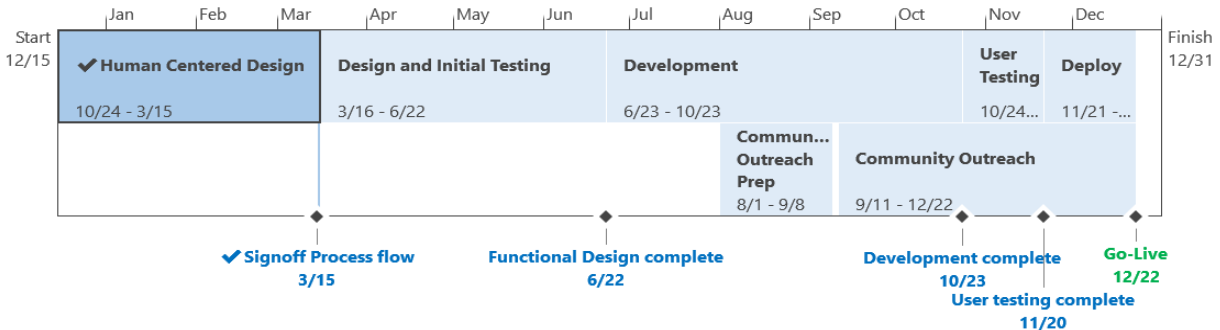 Jan Feb Mar Apr May Jun Jul Aug Sep Oct Nov Dec
Start
12/15
Finish
12/31
✔ Human Centered Design
10/24 - 3/15
Design and Initial Testing
3/16 - 6/22
Development
6/23 - 10/23
User
Testing
10/24...
Deploy
11/21 -...
Commun...
Outreach
Prep
8/1 - 9/8
Community Outreach
9/11 - 12/22
✔ Signoff Process flow
3/15
Functional Design complete
6/22
Development complete
10/23
User testing complete
11/20
Go-Live
12/22